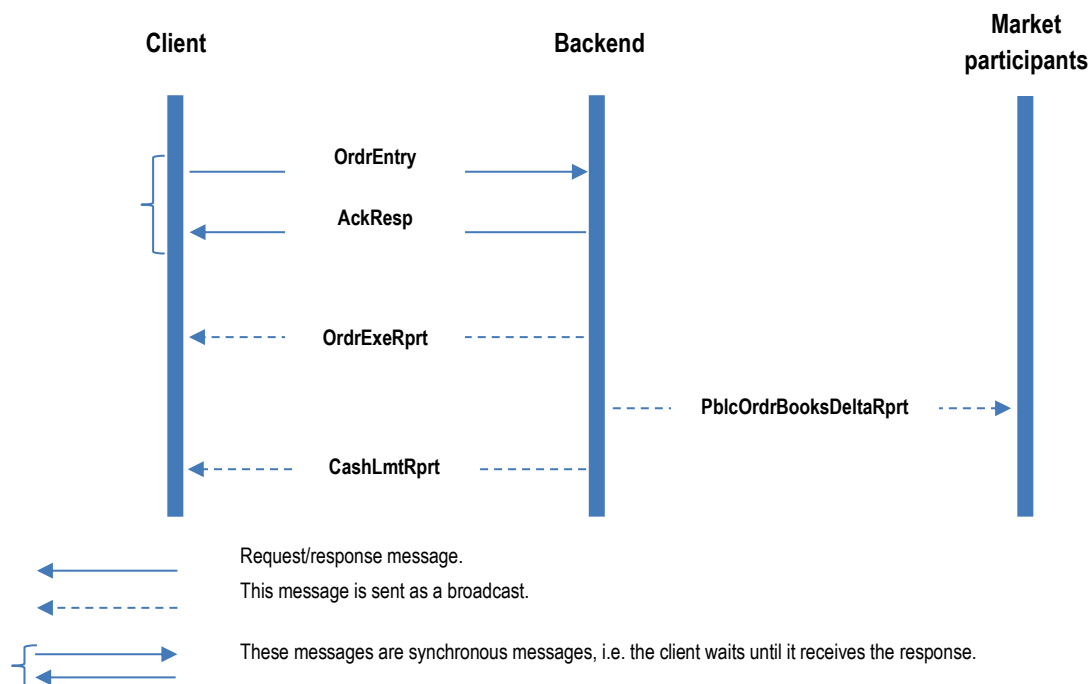 Client
Backend
Market
participants
OrdrEntry
AckResp
OrdrExeRprt
PblcOrdrBooksDeltaRprt
CashLmtRprt
Request/response message.
This message is sent as a broadcast.
These messages are synchronous messages, i.e. the client waits until it receives the response.